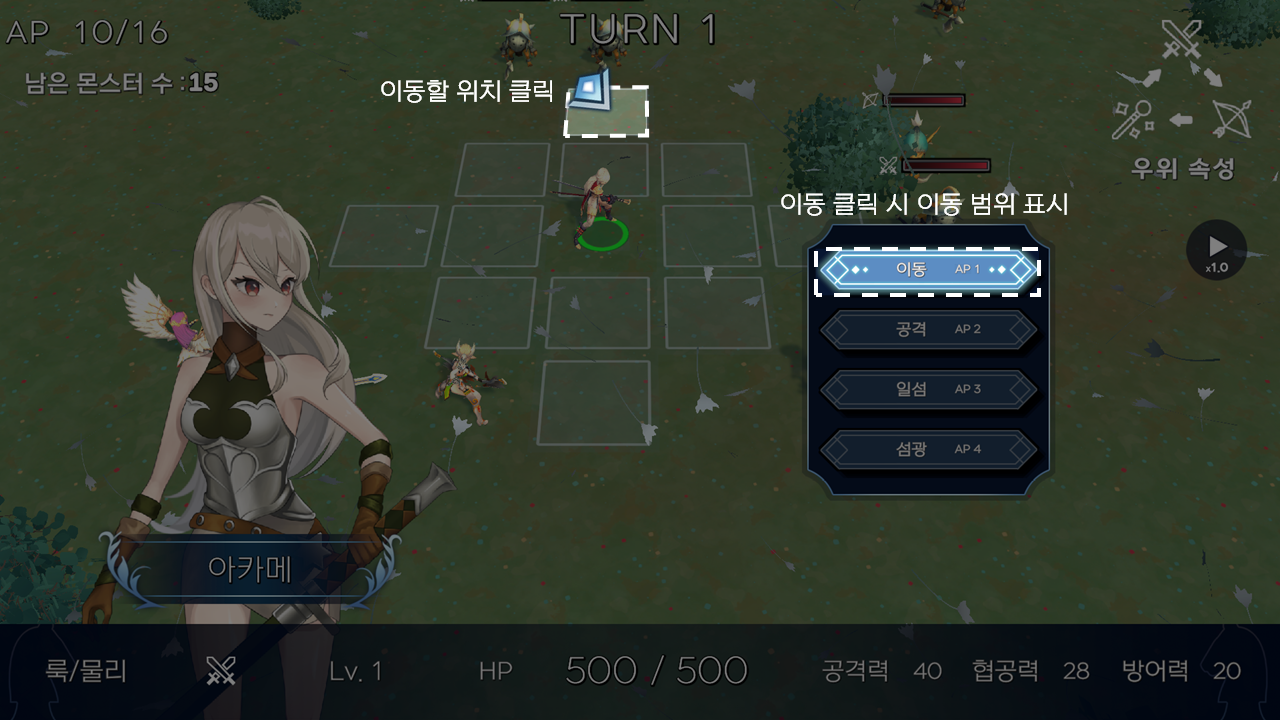 AP 10/16
TURN 1
남은 몬스터 수 : 15
이동할 위치 클릭
우위 속성
이동 클릭 시 이동 범위 표시
x1.0
이동 AP 1
공격 AP 2
일섬 AP 3
섬광 AP 4
아카메
룩/물리 Lv. 1 HP 500 / 500 공격력 40 협공력 28 방어력 20